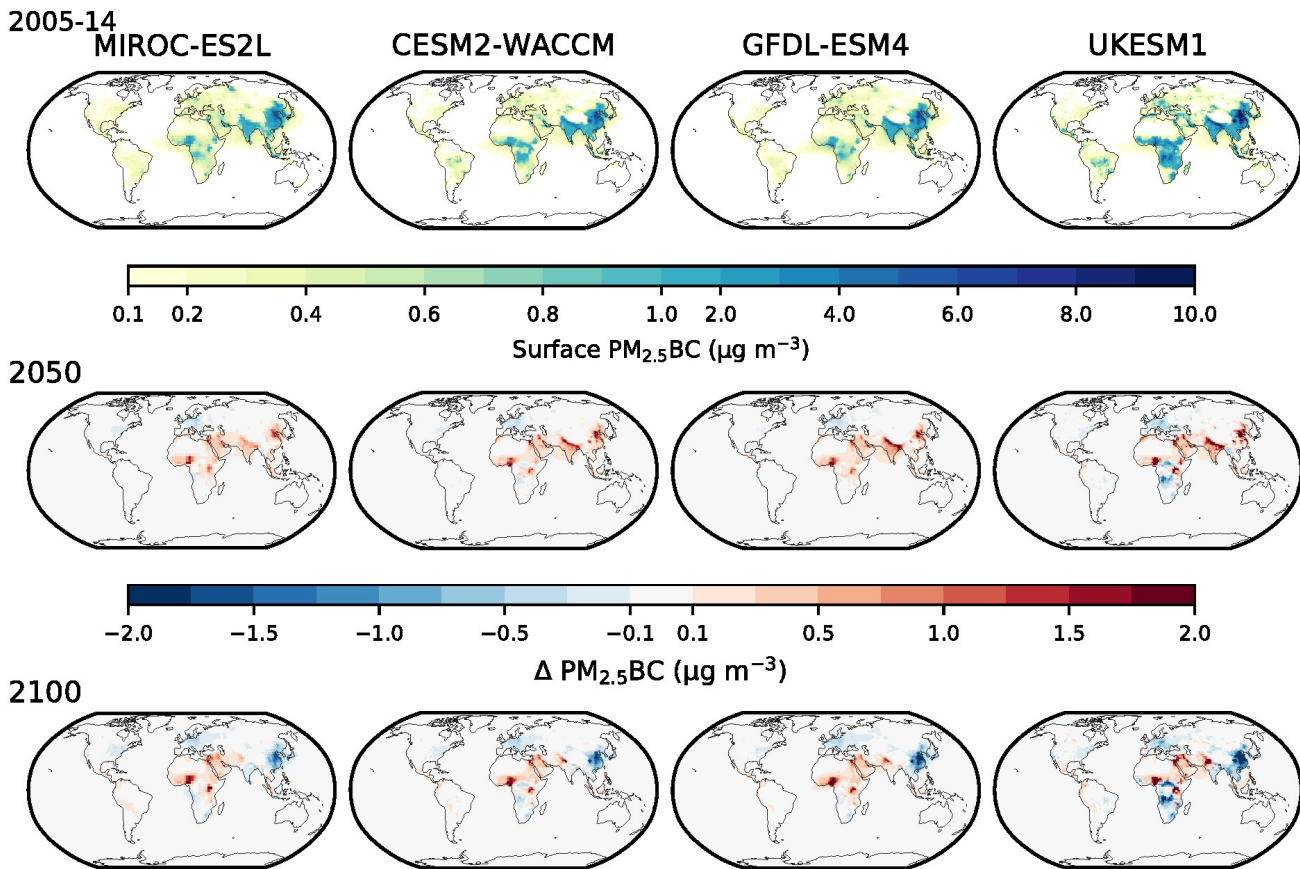 2005-14
MIROC-ES2L CESM2-WACCM GFDL-ESM4 UKESM1
0.1 0.2 0.4 0.6 0.8 1.0 2.0 4.0 6.0 8.0 10.0
Surface PM₂.₅BC (μg m⁻³)
2050
−2.0 −1.5 −1.0 −0.5 −0.1 0.1 0.5 1.0 1.5 2.0
Δ PM₂.₅BC (μg m⁻³)
2100